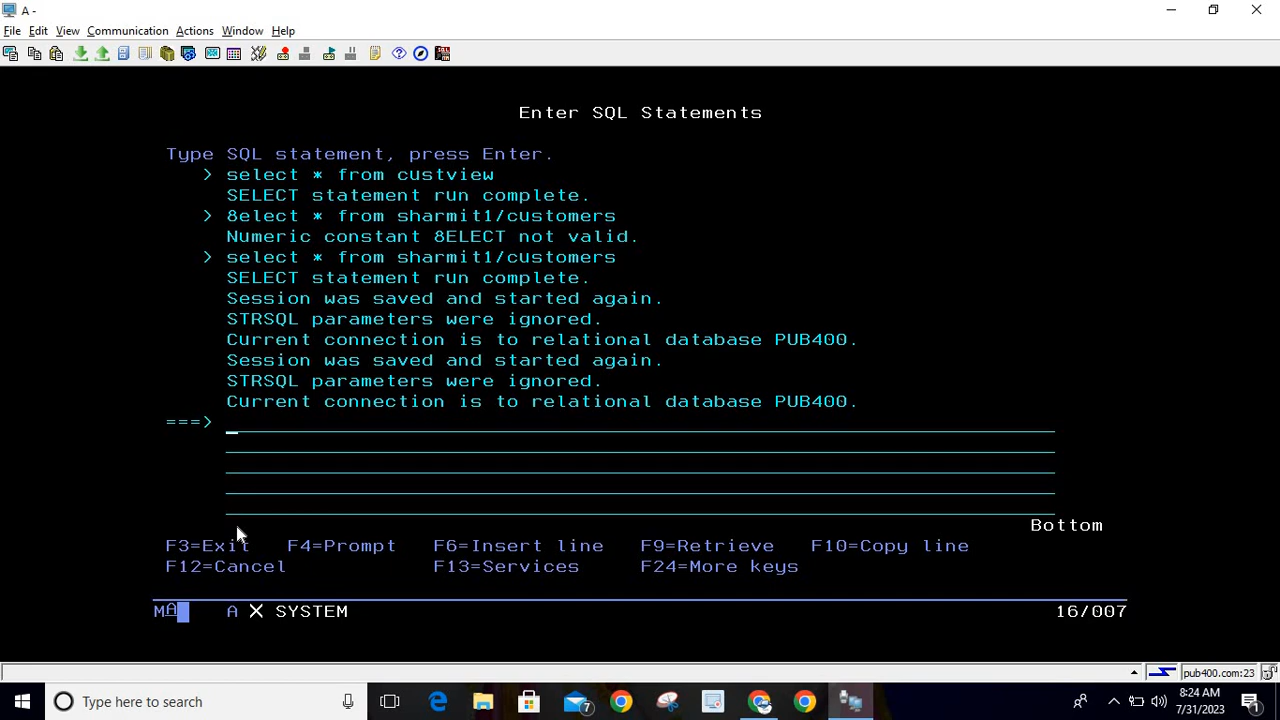 A -
File Edit View Communication Actions Window Help
Enter SQL Statements
Type SQL statement, press Enter.
> select * from custview
SELECT statement run complete.
> 8elect * from sharmit1/customers
Numeric constant 8ELECT not valid.
> select * from sharmit1/customers
SELECT statement run complete.
Session was saved and started again.
STRSQL parameters were ignored.
Current connection is to relational database PUB400.
Session was saved and started again.
STRSQL parameters were ignored.
Current connection is to relational database PUB400.
===>
Bottom
F3=Exit F4=Prompt F6=Insert line F9=Retrieve F10=Copy line
F12=Cancel F13=Services F24=More keys
MA A X SYSTEM 16/007
pub400.com:23
Type here to search
7
8:24 AM
7/31/2023
1